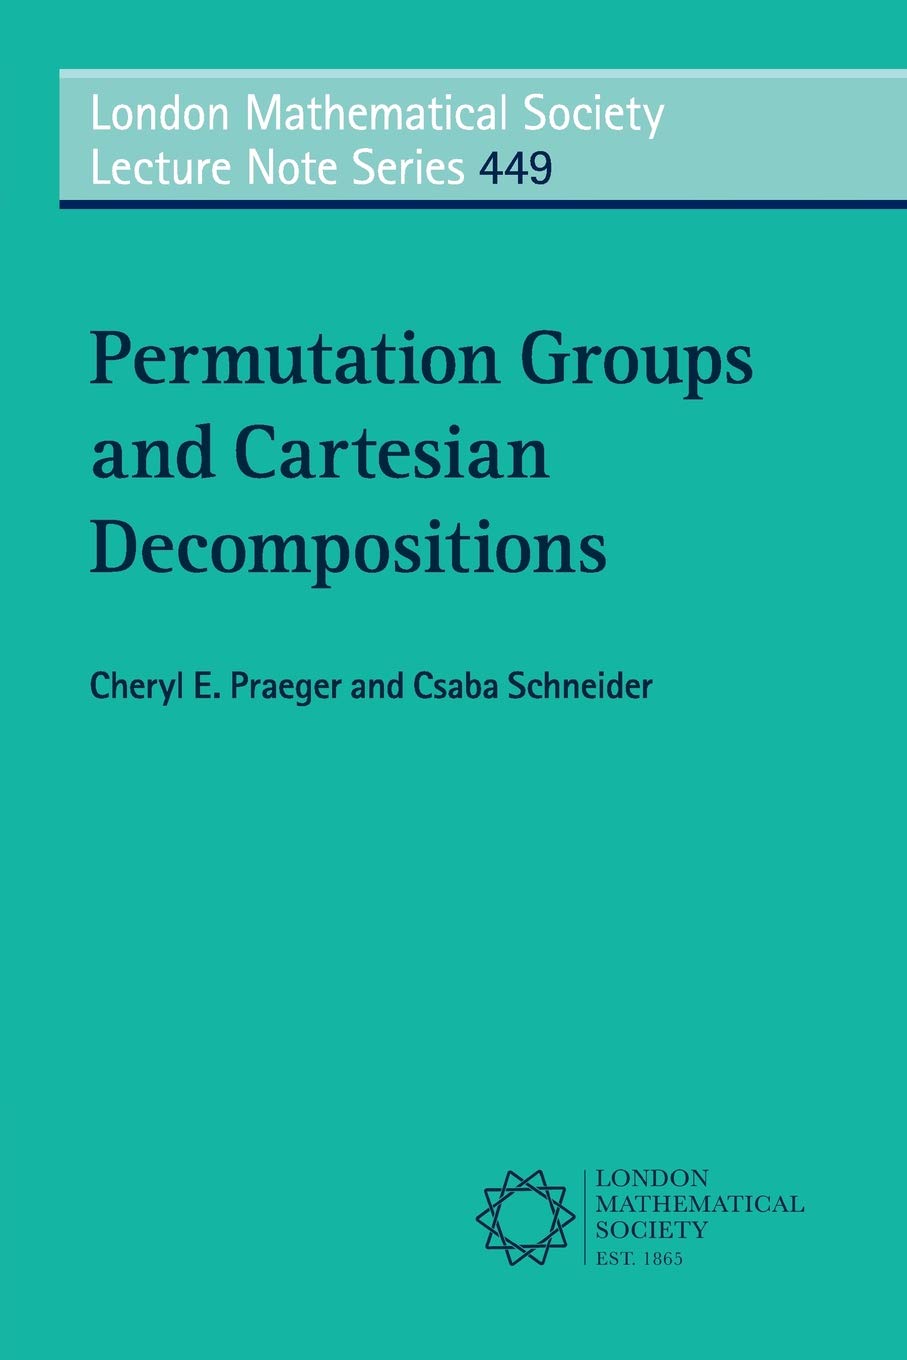 London Mathematical Society
Lecture Note Series 449
Permutation Groups
and Cartesian
Decompositions
Cheryl E. Praeger and Csaba Schneider
LONDON
MATHEMATICAL
SOCIETY
EST. 1865